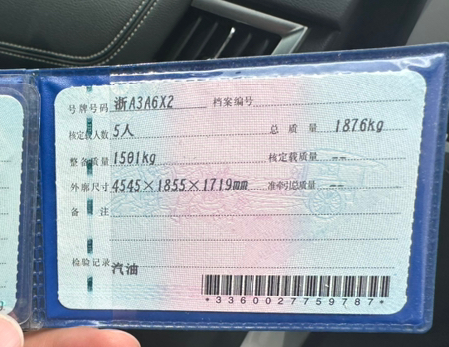 号牌号码 浙A3A6X2 档案编号
核定载人数 5人 总质量 1876kg
整备质量 1501kg 核定载质量 --
外廓尺寸 4545×1855×1719mm 准牵引总质量 --
备注
检验记录 汽油
*3360027759787*